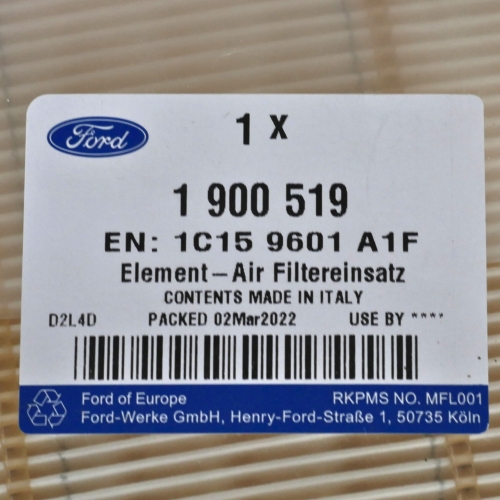 Ford
1 X
1 900 519
EN: 1C15 9601 A1F
Element-Air Filtereinsatz
CONTENTS MADE IN ITALY
D2L4D PACKED 02Mar2022 USE BY ****
Ford of Europe RKPMS NO. MFL001
Ford-Werke GmbH, Henry-Ford-Straße 1, 50735 Köln